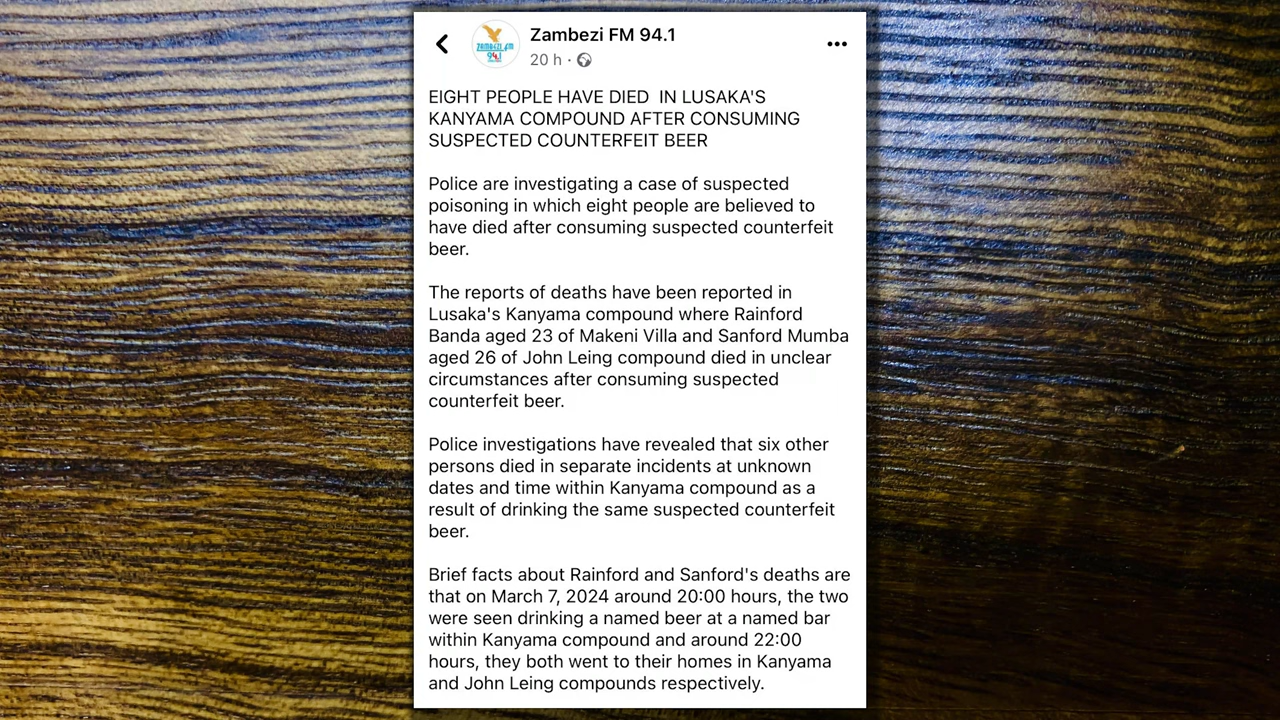 Zambezi FM 94.1
ZAMBEZI FM
94.1
20 h ·
EIGHT PEOPLE HAVE DIED  IN LUSAKA'S
KANYAMA COMPOUND AFTER CONSUMING
SUSPECTED COUNTERFEIT BEER
Police are investigating a case of suspected
poisoning in which eight people are believed to
have died after consuming suspected counterfeit
beer.
The reports of deaths have been reported in
Lusaka's Kanyama compound where Rainford
Banda aged 23 of Makeni Villa and Sanford Mumba
aged 26 of John Leing compound died in unclear
circumstances after consuming suspected
counterfeit beer.
Police investigations have revealed that six other
persons died in separate incidents at unknown
dates and time within Kanyama compound as a
result of drinking the same suspected counterfeit
beer.
Brief facts about Rainford and Sanford's deaths are
that on March 7, 2024 around 20:00 hours, the two
were seen drinking a named beer at a named bar
within Kanyama compound and around 22:00
hours, they both went to their homes in Kanyama
and John Leing compounds respectively.